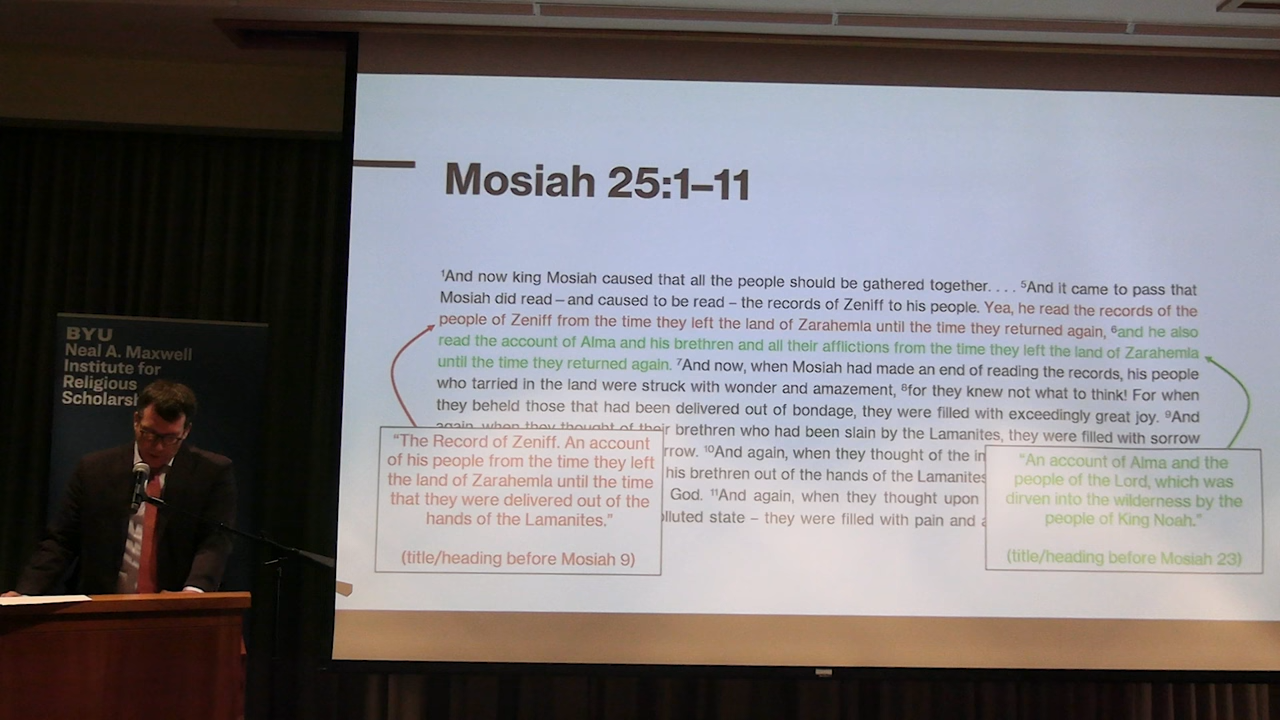 BYU
Neal A. Maxwell
Institute for
Religious
Scholars
Mosiah 25:1–11
¹And now king Mosiah caused that all the people should be gathered together. . . . ⁵And it came to pass that
Mosiah did read – and caused to be read – the records of Zeniff to his people. Yea, he read the records of the
people of Zeniff from the time they left the land of Zarahemla until the time they returned again, ⁶and he also
read the account of Alma and his brethren and all their afflictions from the time they left the land of Zarahemla
until the time they returned again. ⁷And now, when Mosiah had made an end of reading the records, his people
who tarried in the land were struck with wonder and amazement, ⁸for they knew not what to think! For when
they beheld those that had been delivered out of bondage, they were filled with exceedingly great joy. ⁹And
again, when they thought of their brethren who had been slain by the Lamanites, they were filled with sorrow
rrow. ¹⁰And again, when they thought of the
his brethren out of the hands of the Lamanites
God. ¹¹And again, when they thought upon
lluted state – they were filled with pain and
“The Record of Zeniff. An account
of his people from the time they left
the land of Zarahemla until the time
that they were delivered out of the
hands of the Lamanites.”
(title/heading before Mosiah 9)
“An account of Alma and the
people of the Lord, which was
dirven into the wilderness by the
people of King Noah.”
(title/heading before Mosiah 23)